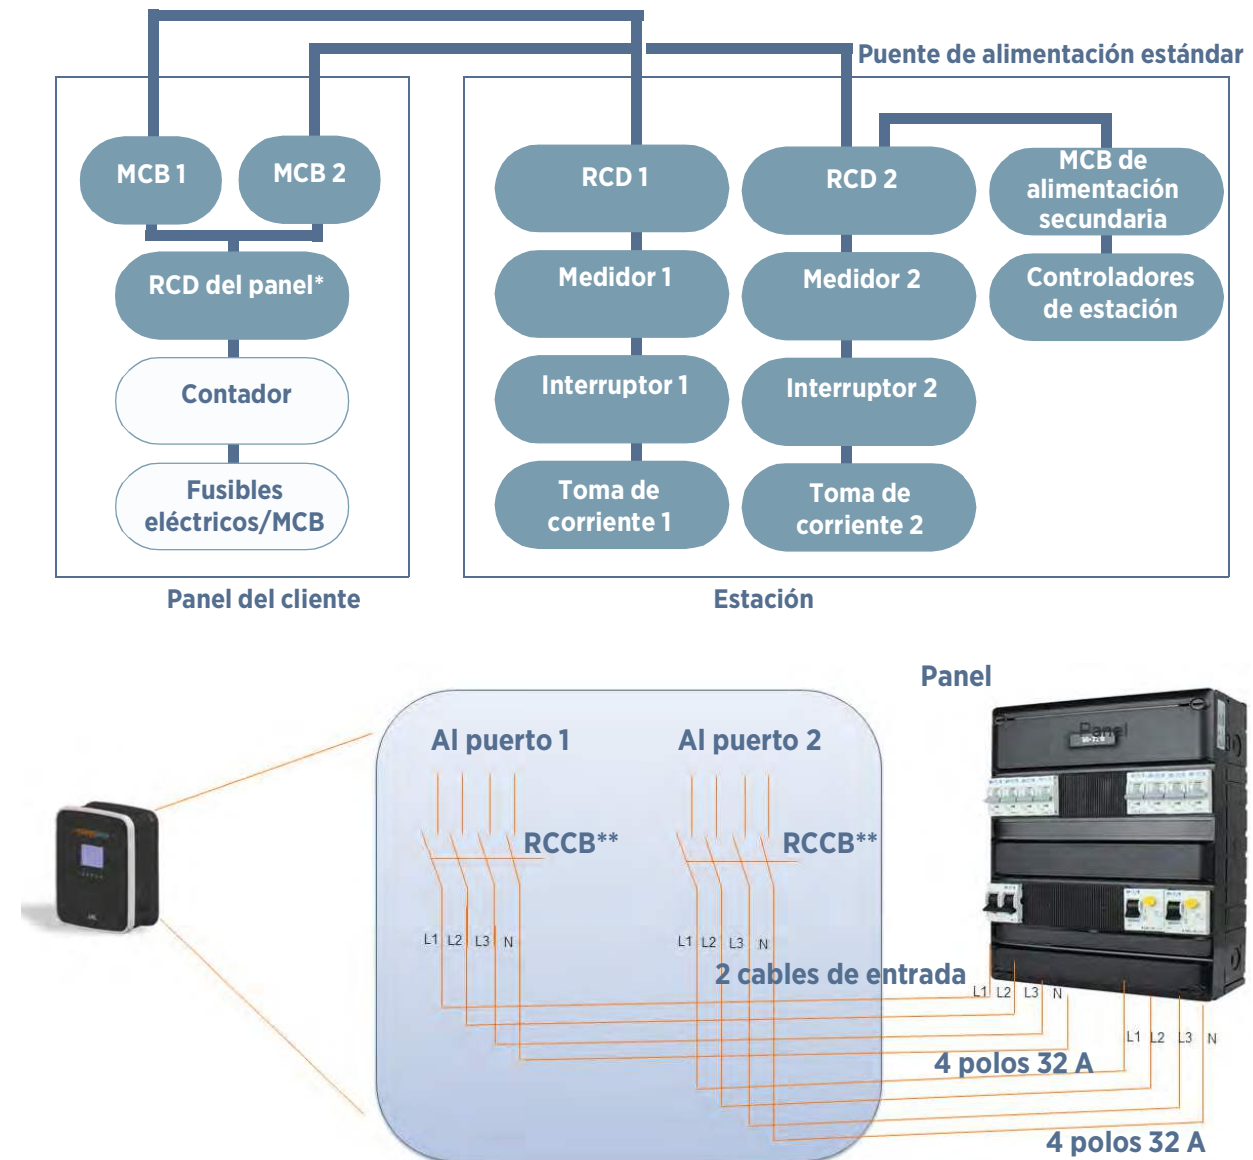 Puente de alimentación estándar
MCB 1
MCB 2
RCD del panel*
Contador
Fusibles
eléctricos/MCB
Panel del cliente
RCD 1
Medidor 1
Interruptor 1
Toma de
corriente 1
RCD 2
Medidor 2
Interruptor 2
Toma de
corriente 2
MCB de
alimentación
secundaria
Controladores
de estación
Estación
Panel
Panel
Al puerto 1
Al puerto 2
RCCB**
RCCB**
L1 L2 L3 N
L1 L2 L3 N
2 cables de entrada
L1 L2 L3 N
L1 L2 L3 N
4 polos 32 A
4 polos 32 A